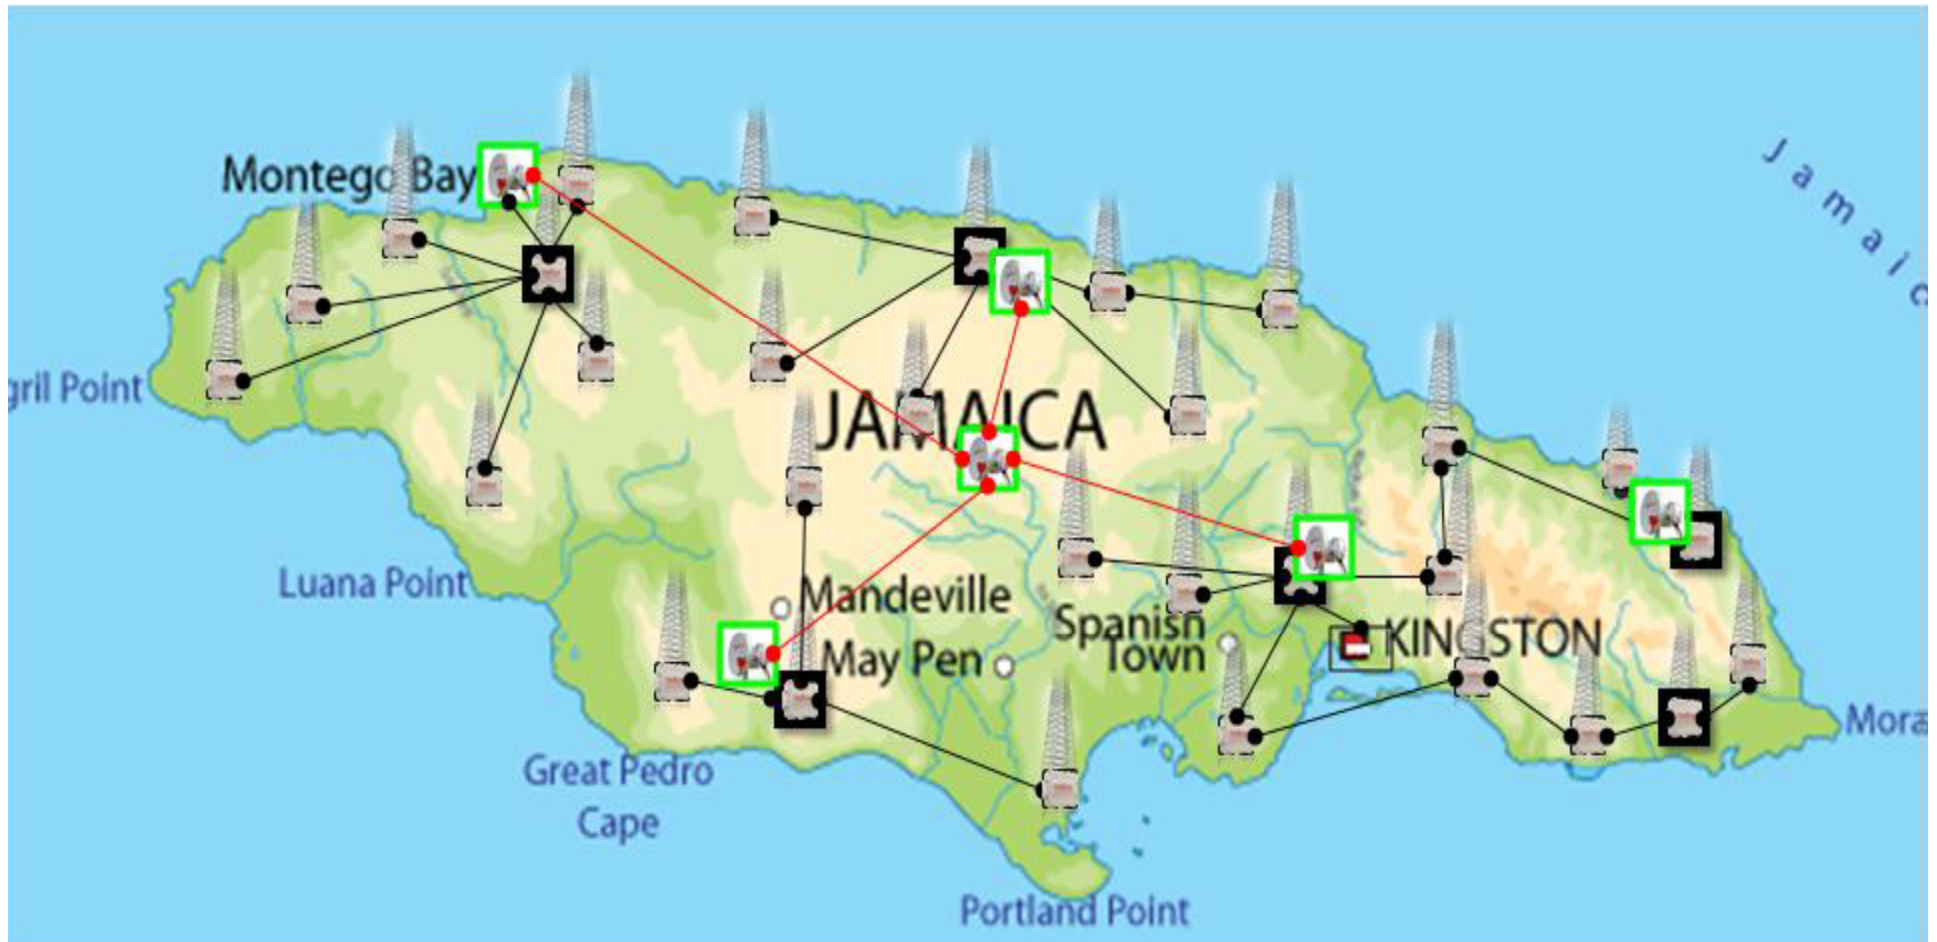 Montego Bay
Jamaic
gril Point
JAMAICA
Luana Point
Mandeville
Spanish
Town
May Pen
KINGSTON
Mora
Great Pedro
Cape
Portland Point